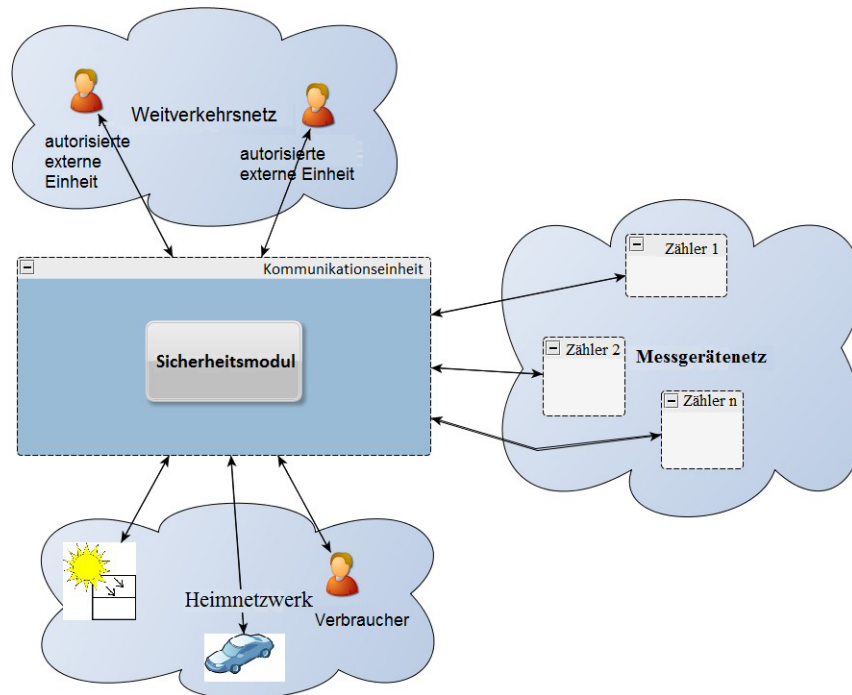 Weitverkehrsnetz
autorisierte
externe
Einheit
autorisierte
externe Einheit
Kommunikationseinheit
Sicherheitsmodul
Zähler 1
Zähler 2
Messgerätenetz
Zähler n
Heimnetzwerk
Verbraucher